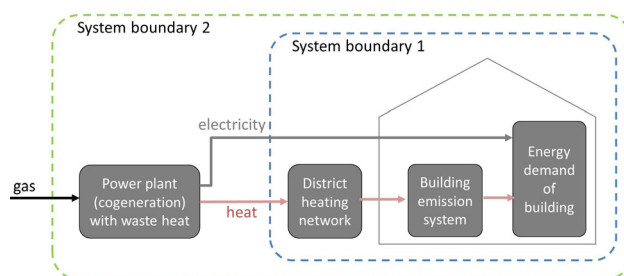 System boundary 2
System boundary 1
electricity
gas
Power plant
(cogeneration)
with waste heat
heat
District
heating
network
Building
emission
system
Energy
demand
of
building